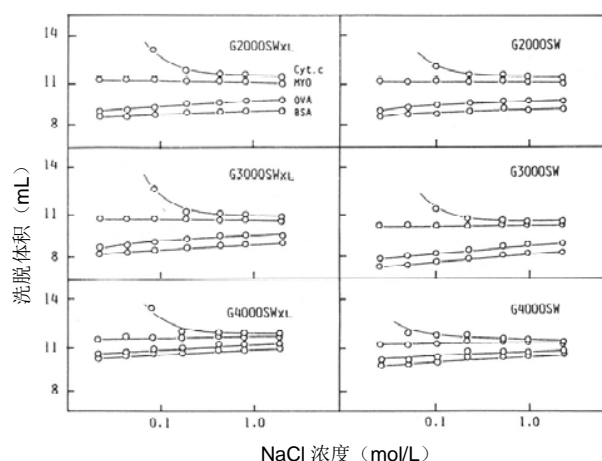 14
11
8
G2000SWXL
Cyt.c
MYO
OVA
BSA
G2000SW
14
11
8
G3000SWXL
G3000SW
14
11
8
G4000SWXL
G4000SW
0.1
1.0
0.1
1.0
洗脱体积（mL）
NaCl 浓度（mol/L）